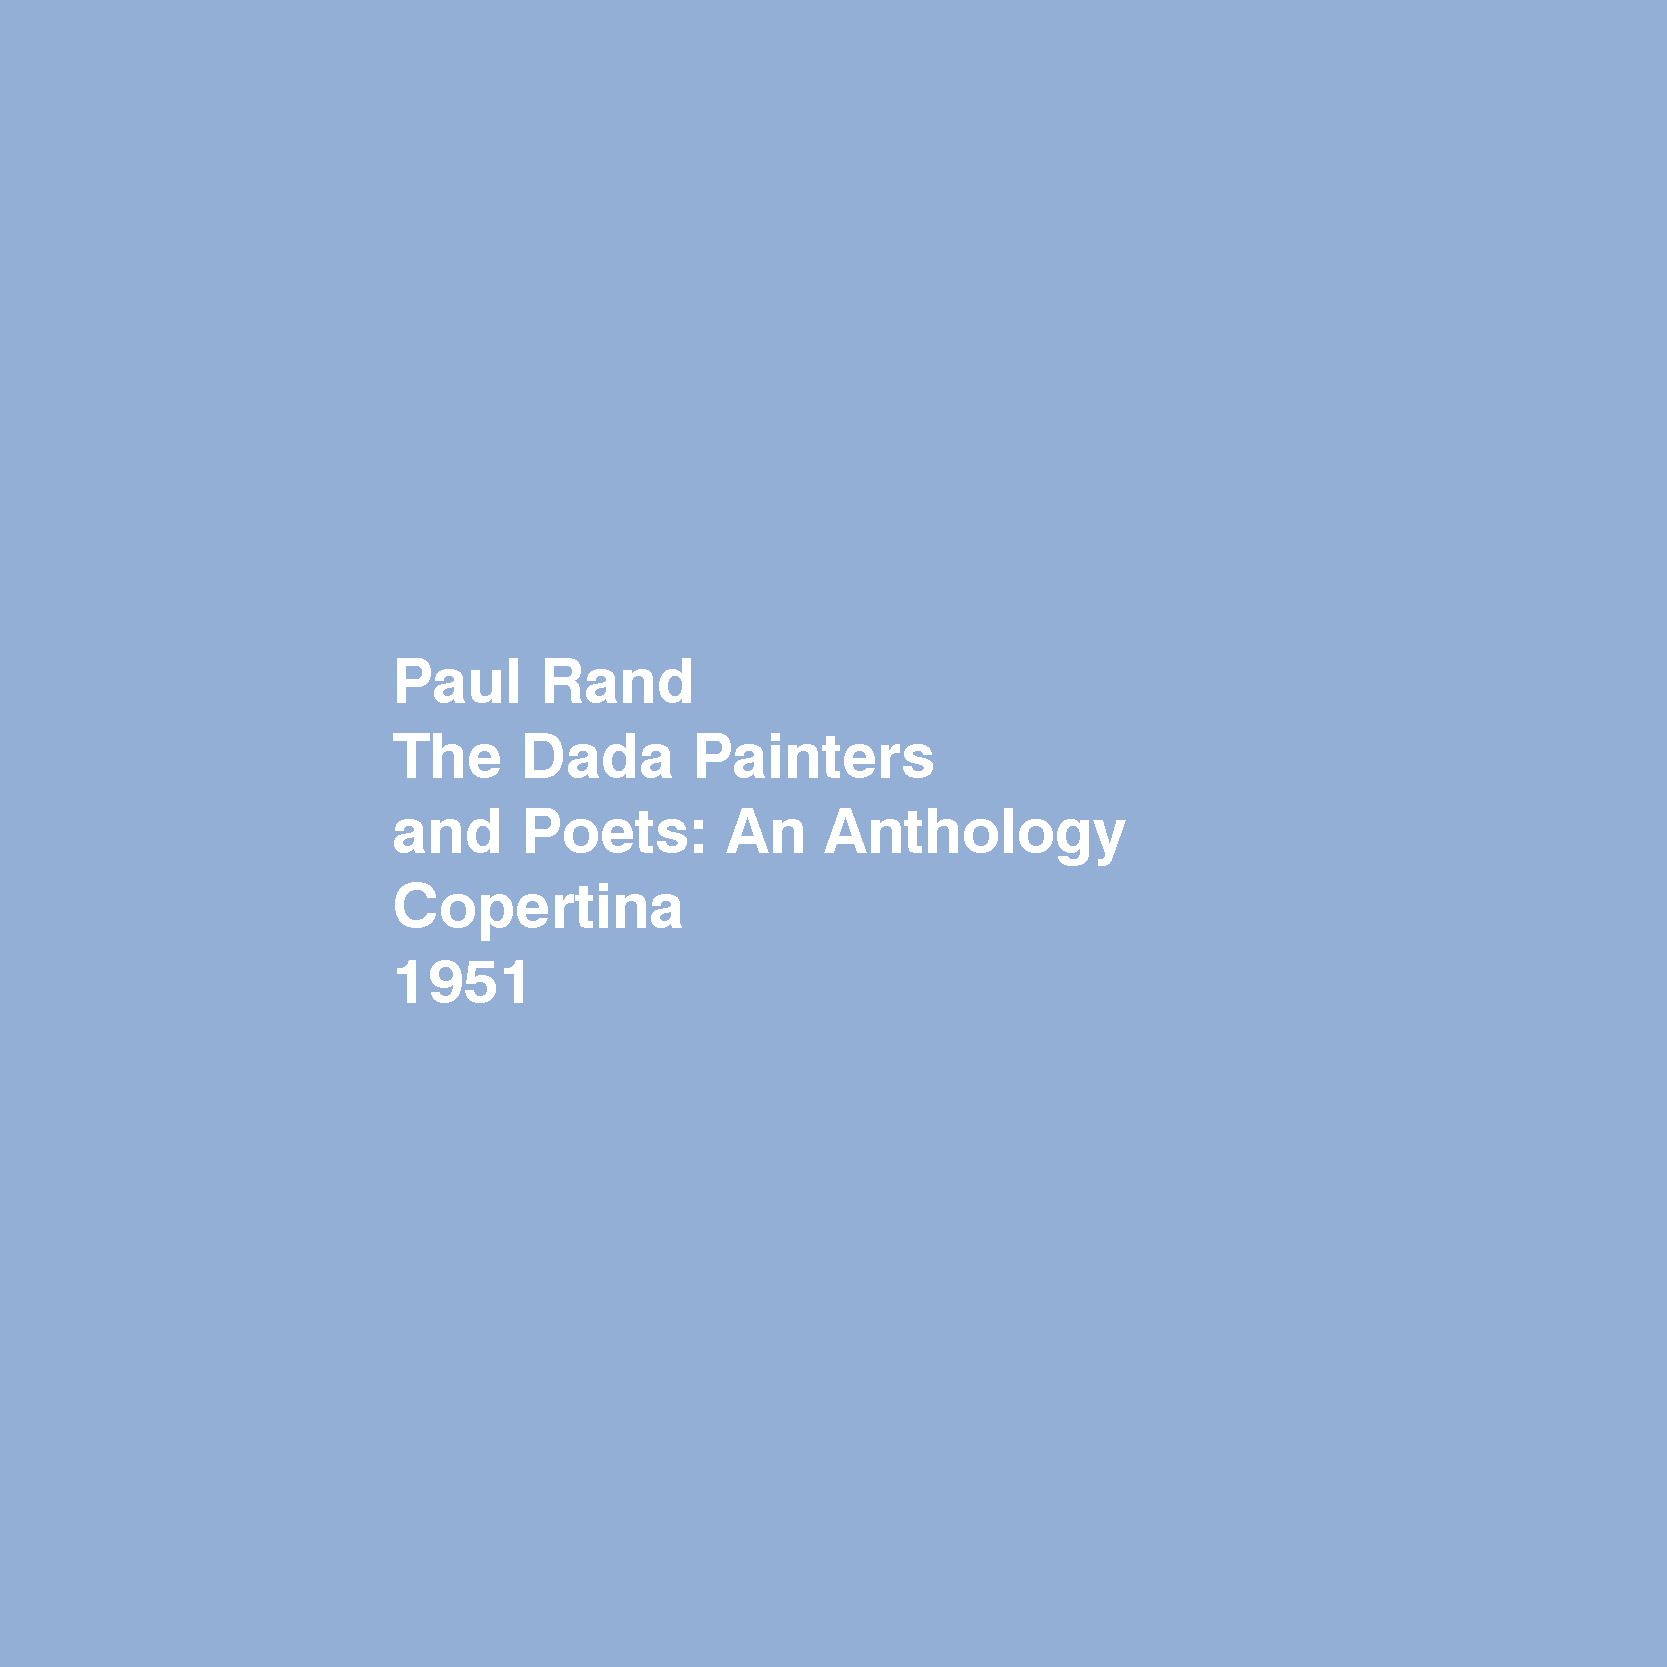 Paul Rand
The Dada Painters
and Poets: An Anthology
Copertina
1951